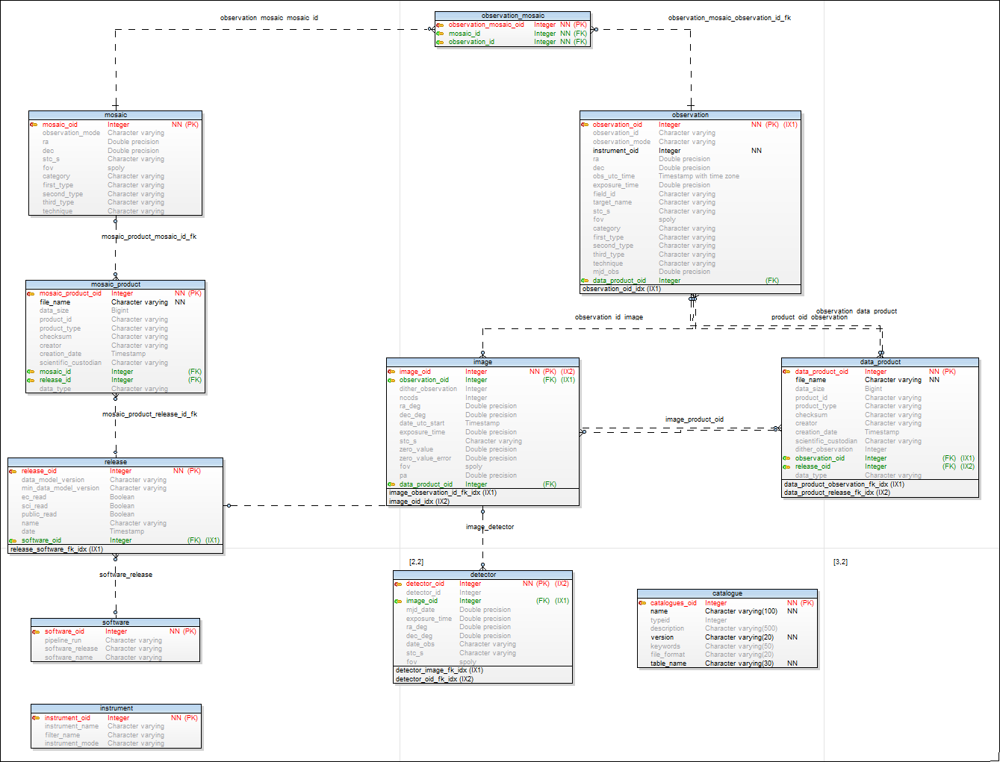 observation_mosaic_mosaic_id
observation_mosaic_observation_id_fk
observation_mosaic
observation_mosaic_oid Integer NN (PK)
mosaic_id Integer NN (FK)
observation_id Integer NN (FK)
mosaic
mosaic_oid Integer NN (PK)
observation_mode Character varying
ra Double precision
dec Double precision
stc_s Character varying
fov spoly
category Character varying
first_type Character varying
second_type Character varying
third_type Character varying
technique Character varying
observation
observation_oid Integer NN (PK) (IX1)
observation_id Character varying
observation_mode Character varying
instrument_oid Integer NN
ra Double precision
dec Double precision
obs_utc_time Timestamp with time zone
exposure_time Double precision
field_id Character varying
target_name Character varying
stc_s Character varying
fov spoly
category Character varying
first_type Character varying
second_type Character varying
third_type Character varying
technique Character varying
mjd_obs Double precision
data_product_oid Integer (FK)
observation_oid_idx (IX1)
mosaic_product_mosaic_id_fk
mosaic_product
mosaic_product_oid Integer NN (PK)
file_name Character varying NN
data_size Bigint
product_id Character varying
product_type Character varying
checksum Character varying
creator Character varying
creation_date Timestamp
scientific_custodian Character varying
mosaic_id Integer (FK)
release_id Integer (FK)
data_type Character varying
observation_id_image
observation_data_product
product_oid_observation
image
image_oid Integer NN (PK) (IX2)
observation_oid Integer (FK) (IX1)
dither_observation Integer
nccds Integer
ra_deg Double precision
dec_deg Double precision
date_utc_start Timestamp
exposure_time Double precision
stc_s Character varying
zero_value Double precision
zero_value_error Double precision
fov spoly
pa Double precision
data_product_oid Integer (FK)
image_observation_id_fk_idx (IX1)
image_oid_idx (IX2)
image_product_oid
data_product
data_product_oid Integer NN (PK)
file_name Character varying NN
data_size Bigint
product_id Character varying
product_type Character varying
checksum Character varying
creator Character varying
creation_date Timestamp
scientific_custodian Character varying
dither_observation Integer
observation_oid Integer (FK) (IX1)
release_oid Integer (FK) (IX2)
data_type Character varying
data_product_observation_fk_idx (IX1)
data_product_release_fk_idx (IX2)
mosaic_product_release_id_fk
release
release_oid Integer NN (PK)
data_model_version Character varying
min_data_model_version Character varying
ec_read Boolean
sci_read Boolean
public_read Boolean
name Character varying
date Timestamp
software_oid Integer (FK) (IX1)
release_software_fk_idx (IX1)
image_detector
[2,2]
[3,2]
software_release
detector
detector_oid Integer NN (PK) (IX2)
detector_id Integer
image_oid Integer (FK) (IX1)
mjd_date Double precision
exposure_time Double precision
ra_deg Double precision
dec_deg Double precision
date_obs Character varying
stc_s Character varying
fov spoly
detector_image_fk_idx (IX1)
detector_oid_fk_idx (IX2)
catalogue
catalogues_oid Integer NN (PK)
name Character varying(100) NN
typeid Integer
description Character varying(500)
version Character varying(20) NN
keywords Character varying(50)
file_format Character varying(20)
table_name Character varying(30) NN
software
software_oid Integer NN (PK)
pipeline_run Character varying
software_release Character varying
software_name Character varying
instrument
instrument_oid Integer NN (PK)
instrument_name Character varying
filter_name Character varying
instrument_mode Character varying